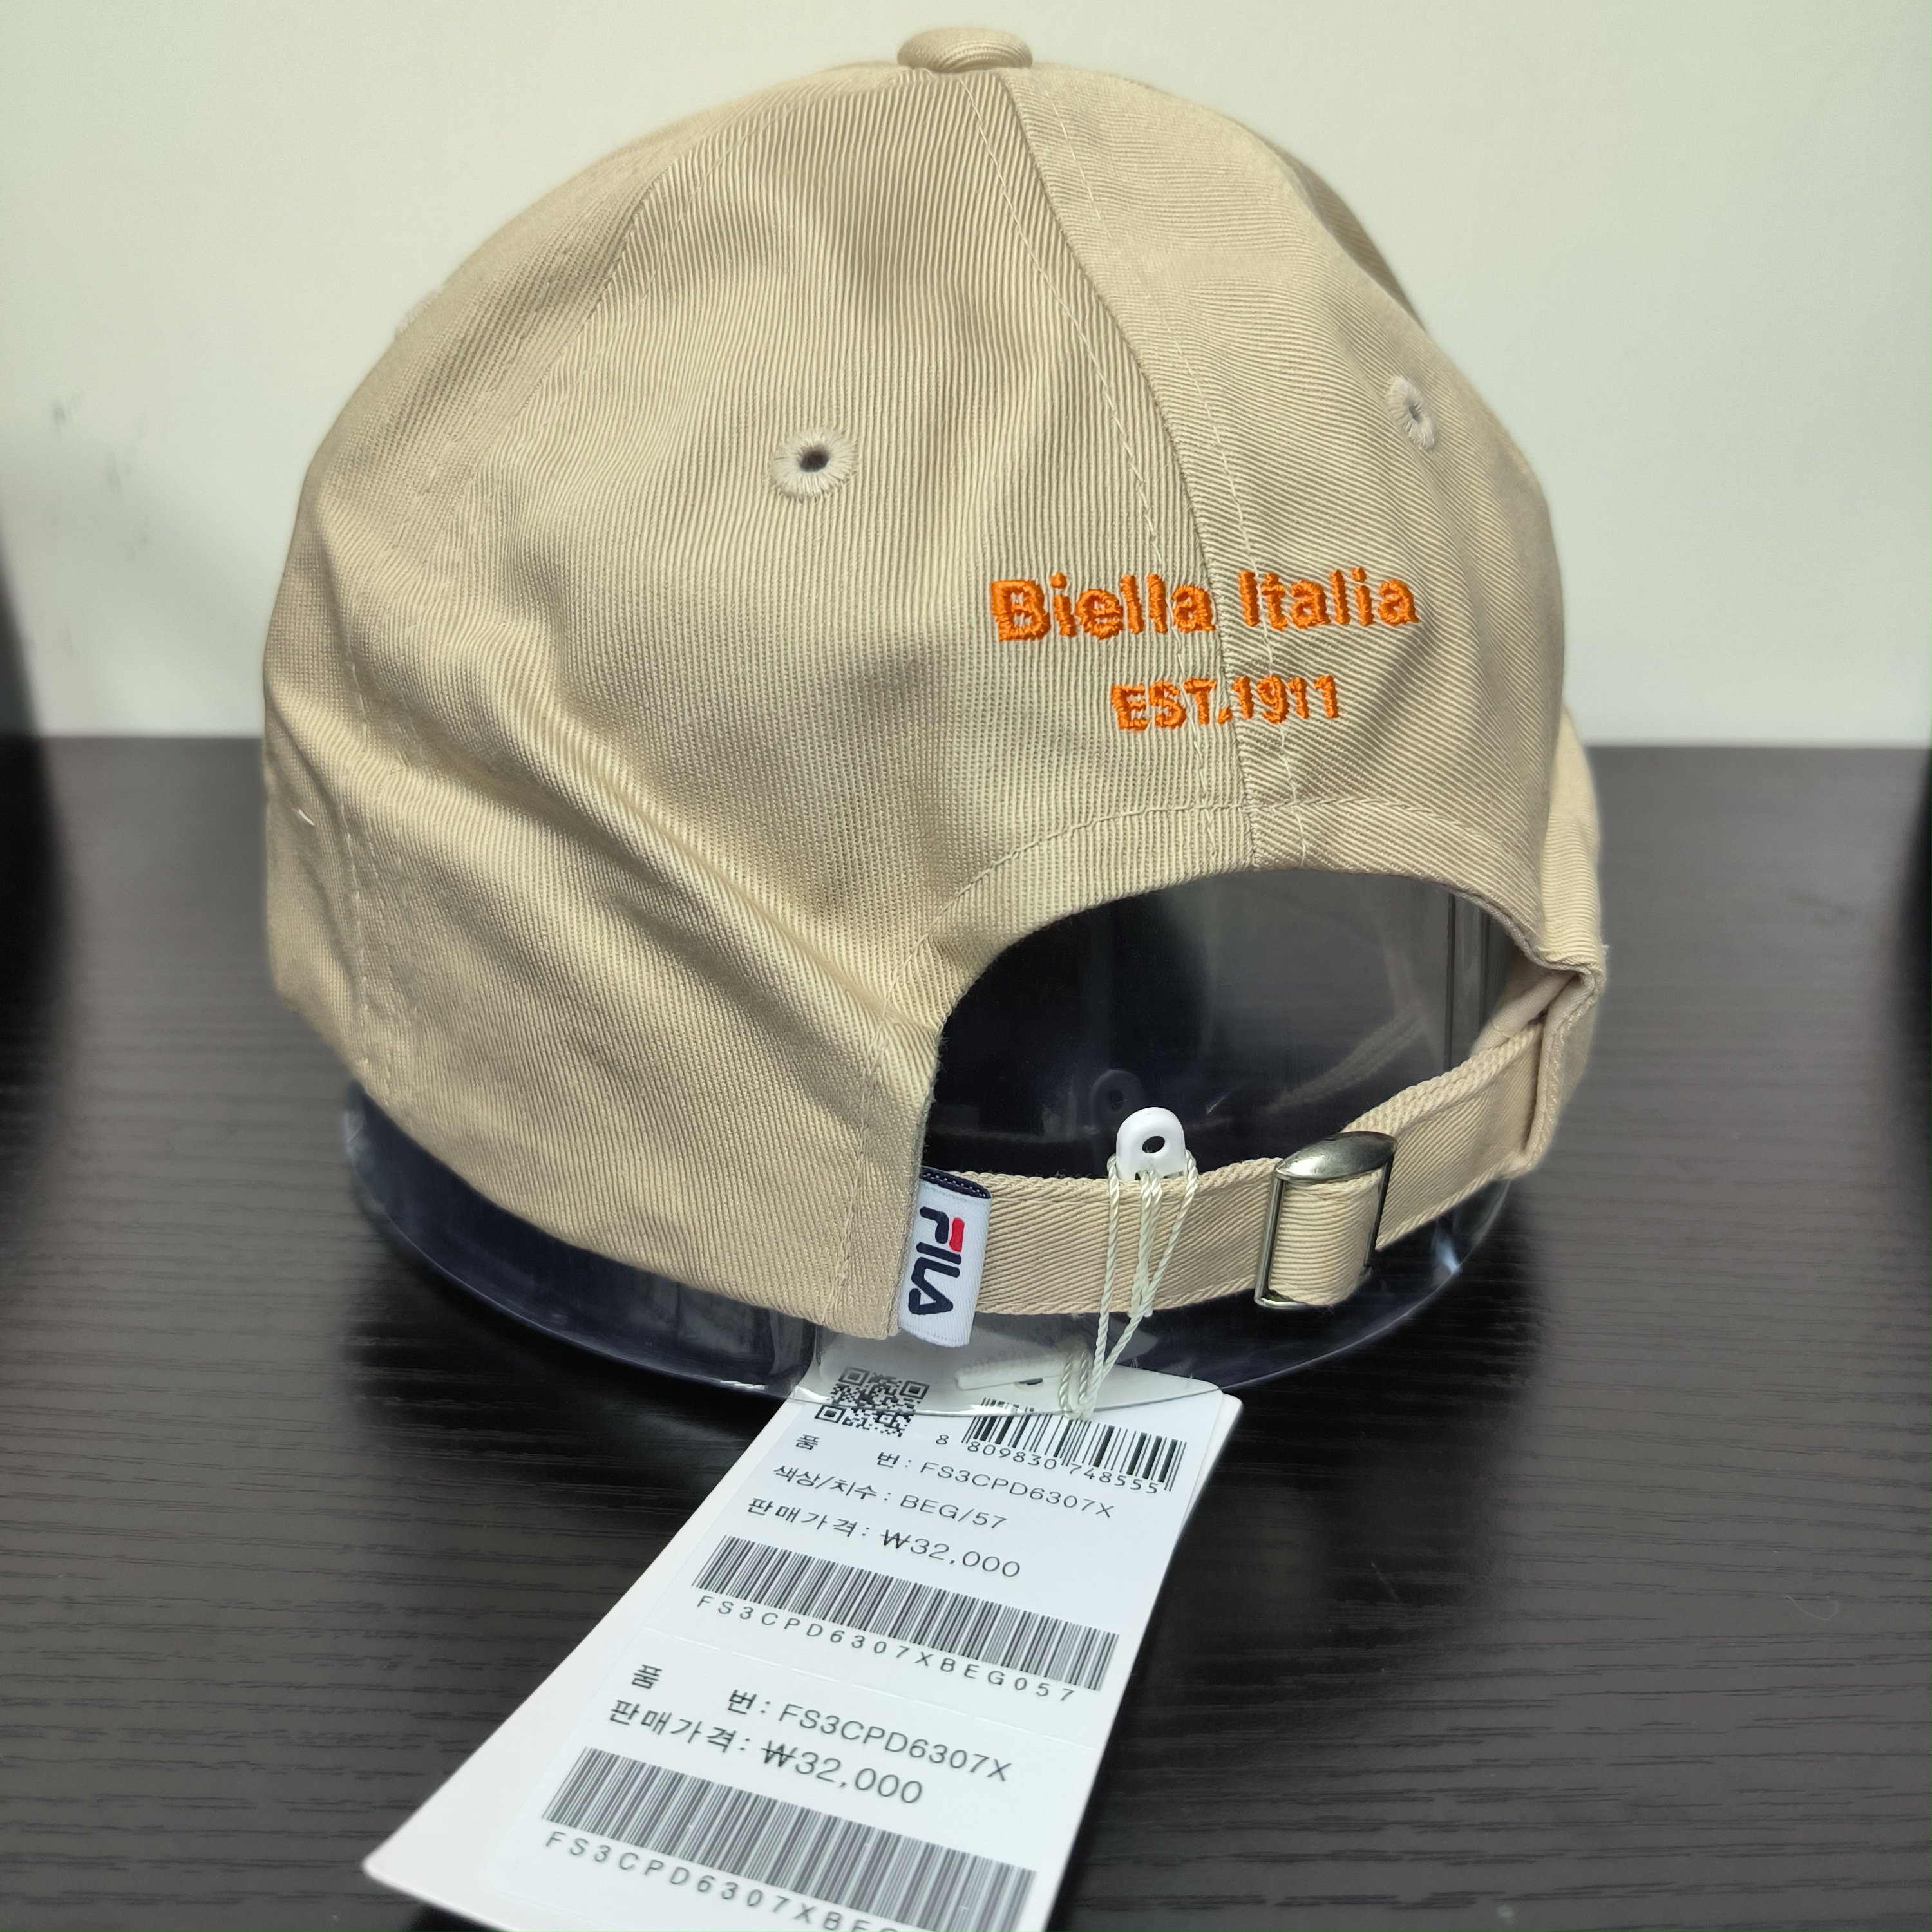 Biella Italia
EST.1911
FILA
8 809830 748555
품 번 : FS3CPD6307X
색상/치수 : BEG/57
판매가격 : ₩32,000
FS3CPD6307XBEG057
품 번 : FS3CPD6307X
판매가격 : ₩32,000
FS3CPD6307XBEG